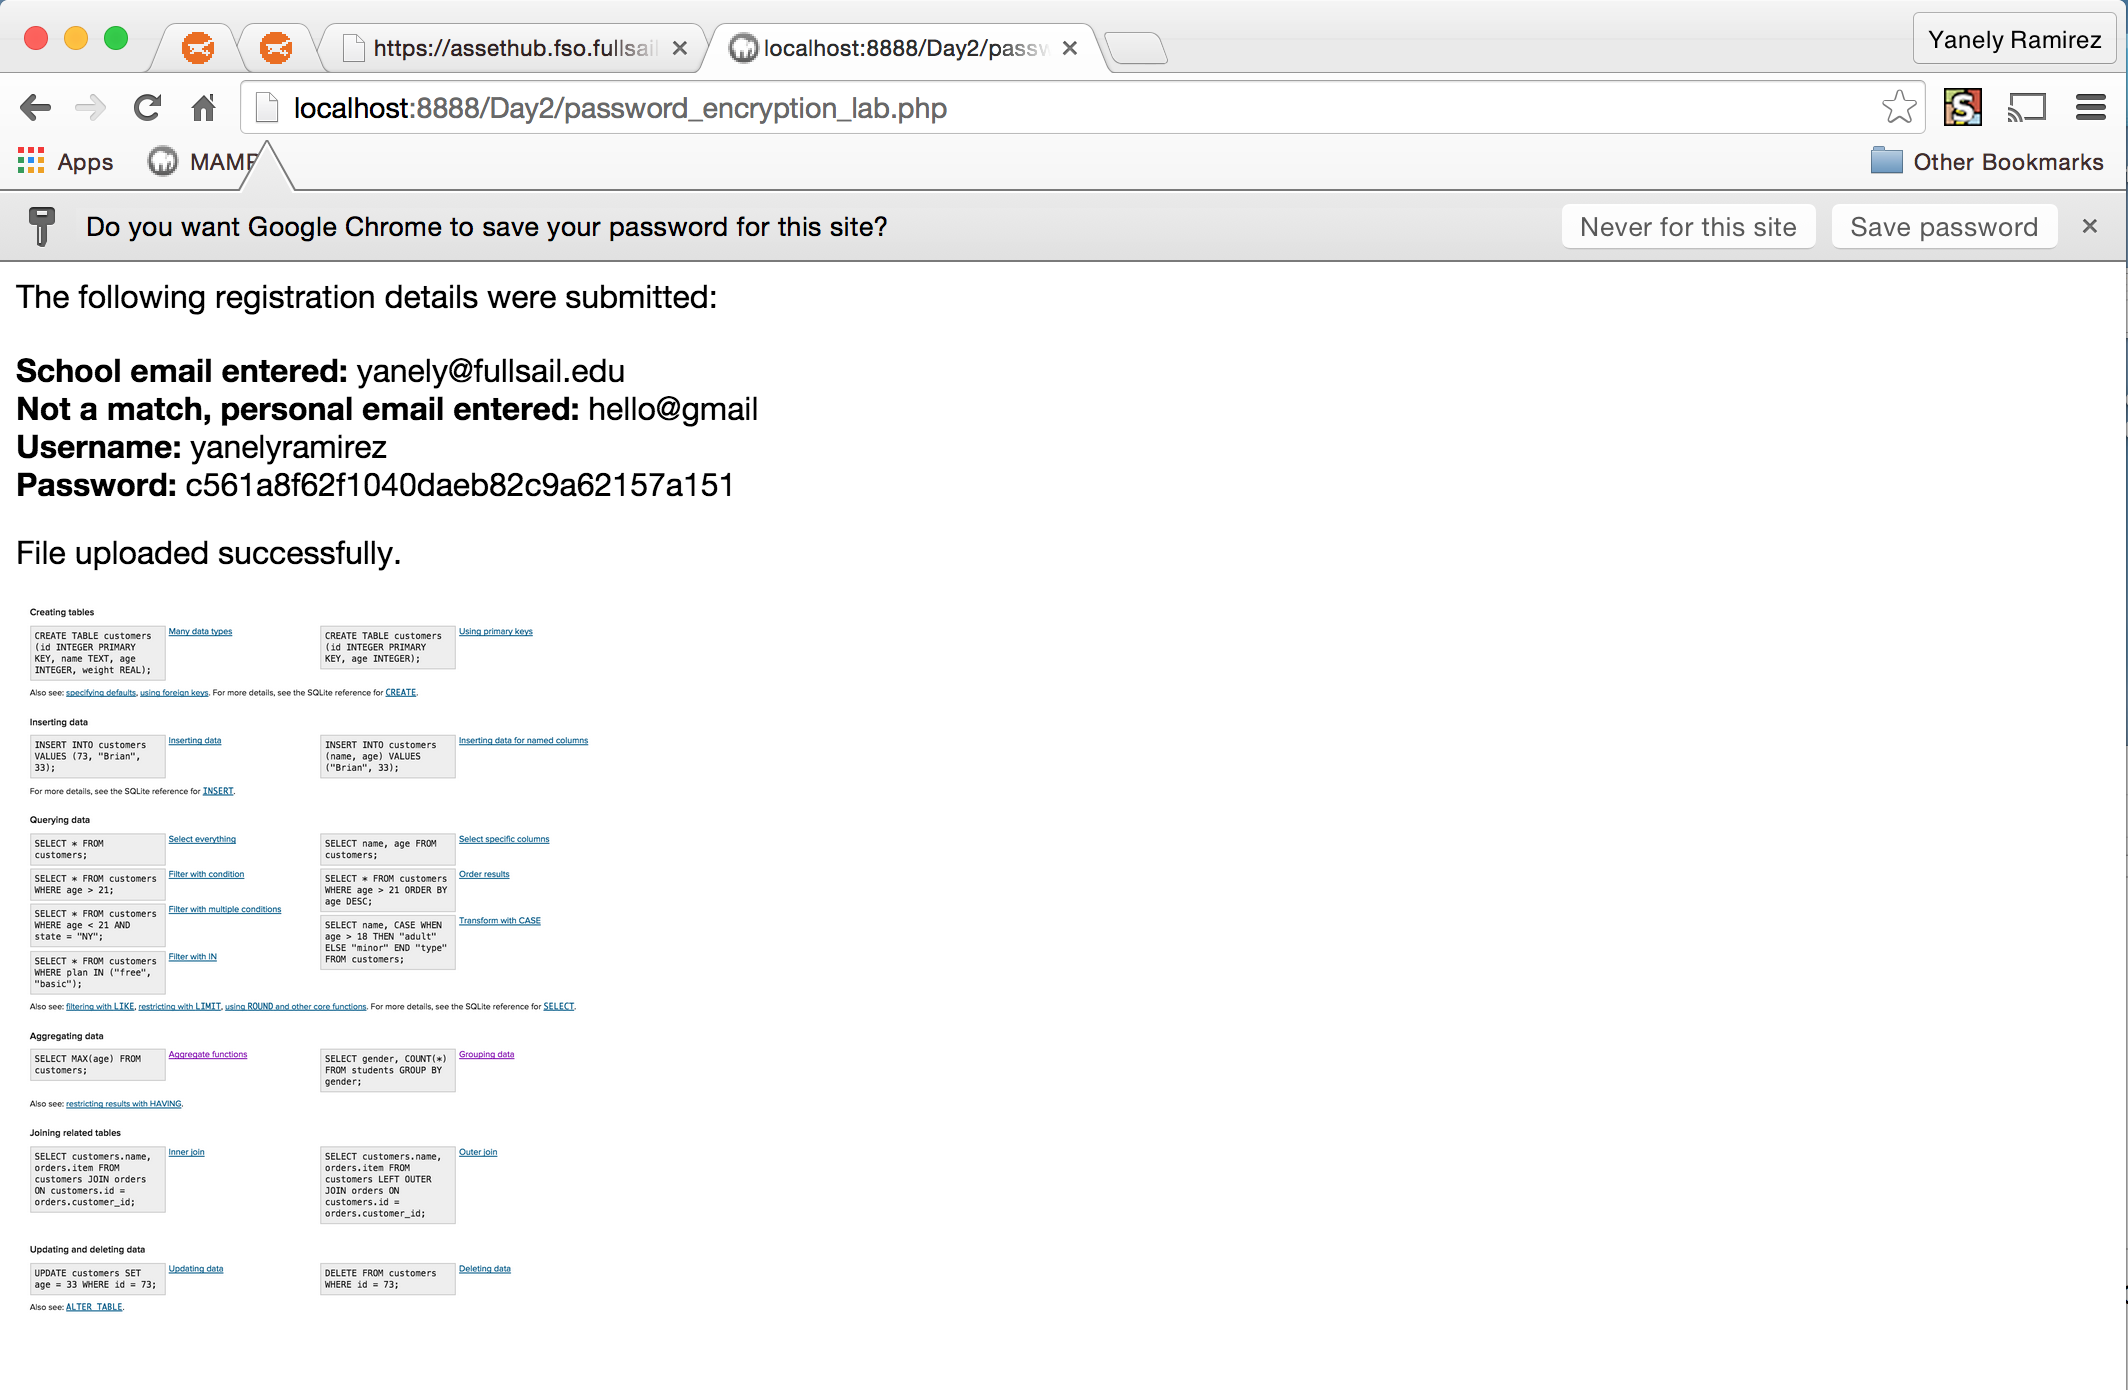 https://assethub.fso.fullsail
localhost:8888/Day2/passw
Yanely Ramirez
localhost:8888/Day2/password_encryption_lab.php
Apps
MAMP
Other Bookmarks
Do you want Google Chrome to save your password for this site?
Never for this site
Save password
The following registration details were submitted:
School email entered: yanely@fullsail.edu
Not a match, personal email entered: hello@gmail
Username: yanelyramirez
Password: c561a8f62f1040daeb82c9a62157a151
File uploaded successfully.
Creating tables
CREATE TABLE customers
(id INTEGER PRIMARY
KEY, name TEXT, age
INTEGER, weight REAL);
Many data types
CREATE TABLE customers
(id INTEGER PRIMARY
KEY, age INTEGER);
Using primary keys
Also see: specifying defaults, using foreign keys. For more details, see the SQLite reference for CREATE.
Inserting data
INSERT INTO customers
VALUES (73, "Brian",
33);
Inserting data
INSERT INTO customers
(name, age) VALUES
("Brian", 33);
Inserting data for named columns
For more details, see the SQLite reference for INSERT.
Querying data
SELECT * FROM
customers;
Select everything
SELECT name, age FROM
customers;
Select specific columns
SELECT * FROM customers
WHERE age > 21;
Filter with condition
SELECT * FROM customers
WHERE age > 21 ORDER BY
age DESC;
Order results
SELECT * FROM customers
WHERE age < 21 AND
state = "NY";
Filter with multiple conditions
SELECT name, CASE WHEN
age > 18 THEN "adult"
ELSE "minor" END "type"
FROM customers;
Transform with CASE
SELECT * FROM customers
WHERE plan IN ("free",
"basic");
Filter with IN
Also see: filtering with LIKE, restricting with LIMIT, using ROUND and other core functions. For more details, see the SQLite reference for SELECT.
Aggregating data
SELECT MAX(age) FROM
customers;
Aggregate functions
SELECT gender, COUNT(*)
FROM students GROUP BY
gender;
Grouping data
Also see: restricting results with HAVING.
Joining related tables
SELECT customers.name,
orders.item FROM
customers JOIN orders
ON customers.id =
orders.customer_id;
Inner join
SELECT customers.name,
orders.item FROM
customers LEFT OUTER
JOIN orders ON
customers.id =
orders.customer_id;
Outer join
Updating and deleting data
UPDATE customers SET
age = 33 WHERE id = 73;
Updating data
DELETE FROM customers
WHERE id = 73;
Deleting data
Also see: ALTER TABLE.